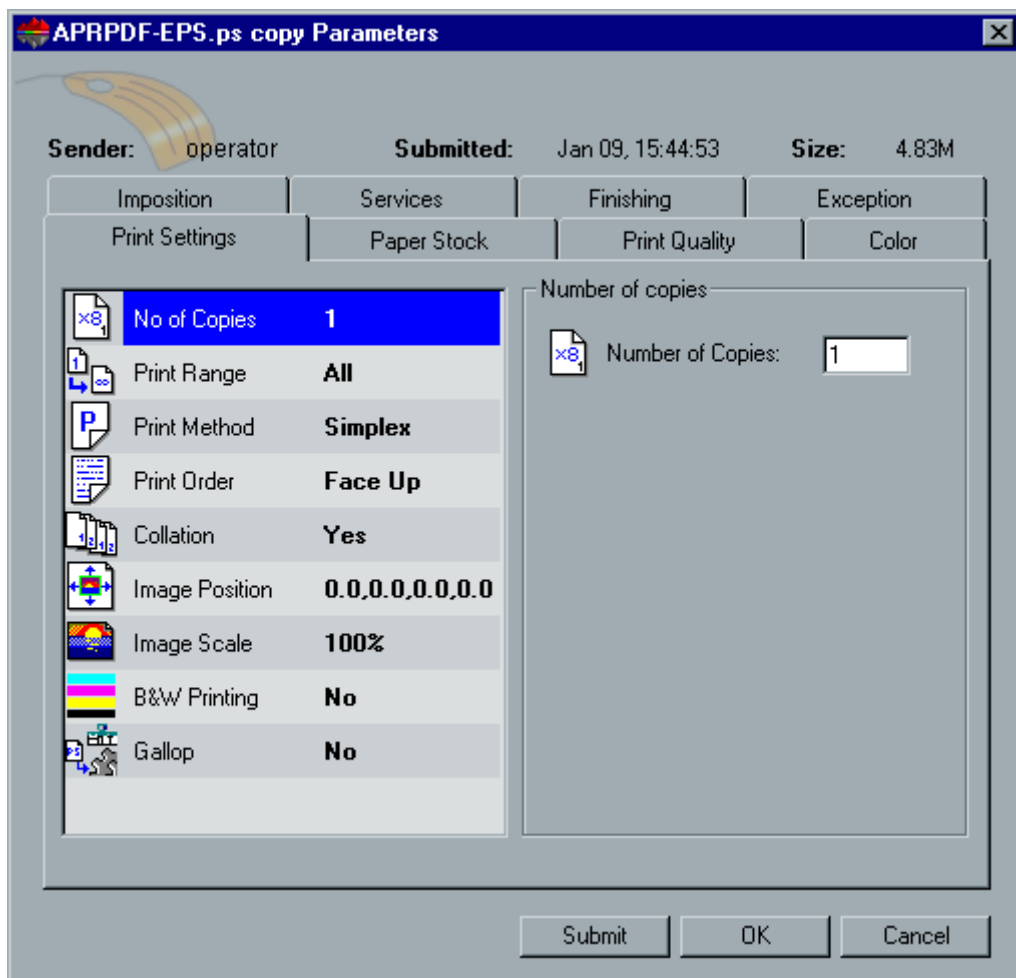 APRPDF-EPS.ps copy Parameters
Sender: operator Submitted: Jan 09, 15:44:53 Size: 4.83M
Imposition Services Finishing Exception
Print Settings Paper Stock Print Quality Color
No of Copies 1
Print Range All
Print Method Simplex
Print Order Face Up
Collation Yes
Image Position 0.0,0.0,0.0,0.0
Image Scale 100%
B&W Printing No
Gallop No
Number of copies
×8 1 Number of Copies: 1
Submit OK Cancel